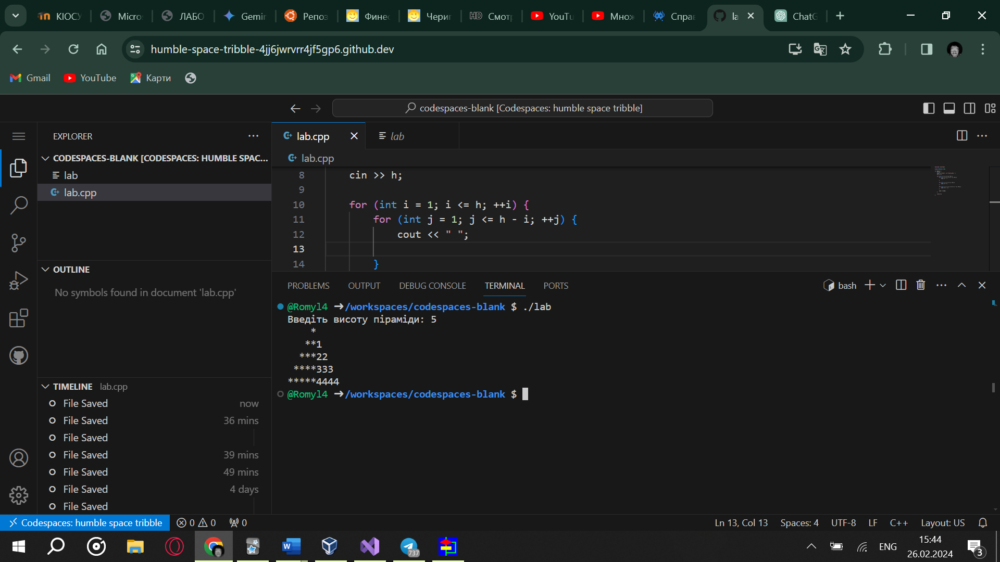 КІОСУ
Micro
ЛАБО
Gemir
Репоз
Фине
Чериг
HD Смот
YouTu
Множ
Справ
la
ChatG
humble-space-tribble-4jj6jwrvrr4jf5gp6.github.dev
Gmail
YouTube
Карти
codespaces-blank [Codespaces: humble space tribble]
EXPLORER
CODESPACES-BLANK [CODESPACES: HUMBLE SPAC...
lab
lab.cpp
OUTLINE
No symbols found in document 'lab.cpp'
TIMELINE lab.cpp
File Saved now
File Saved 36 mins
File Saved
File Saved 39 mins
File Saved 49 mins
File Saved 4 days
File Saved
lab.cpp
lab
lab.cpp
8 cin >> h;
9
10 for (int i = 1; i <= h; ++i) {
11 for (int j = 1; j <= h - i; ++j) {
12 cout << " ";
13
14 }
PROBLEMS OUTPUT DEBUG CONSOLE TERMINAL PORTS
bash
@Romyl4 ➜/workspaces/codespaces-blank $ ./lab
Введіть висоту піраміди: 5
*
**1
***22
****333
*****4444
@Romyl4 ➜/workspaces/codespaces-blank $
Codespaces: humble space tribble 0 0 0
Ln 13, Col 13 Spaces: 4 UTF-8 LF C++ Layout: US
737
ENG
15:44
26.02.2024
3